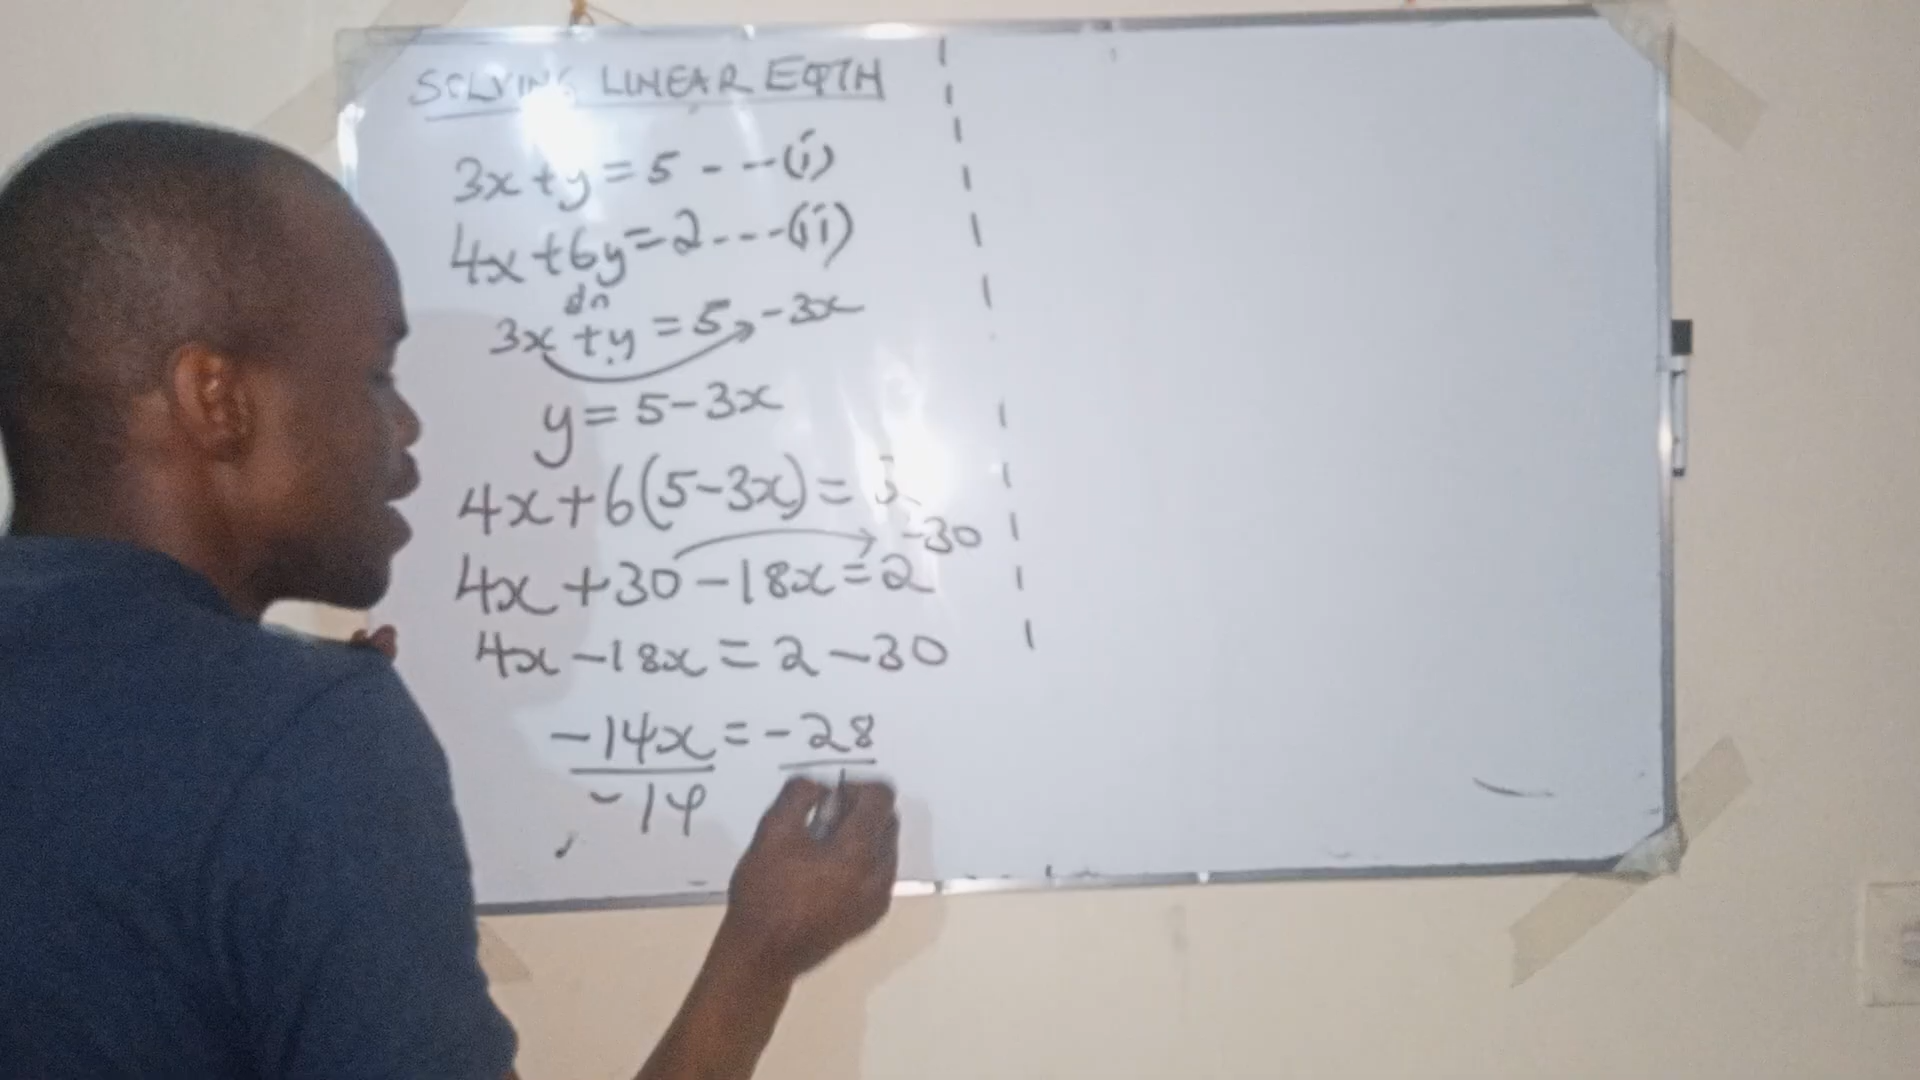 SOLVING LINEAR EQTN
3x + y = 5 - - - (i)
4x + 6y = 2 - - - (ii)
3x + y = 5 - 3x
y = 5 - 3x
4x + 6(5 - 3x) =
-30
4x + 30 - 18x = 2
4x - 18x = 2 - 30
-14x = -28
-14